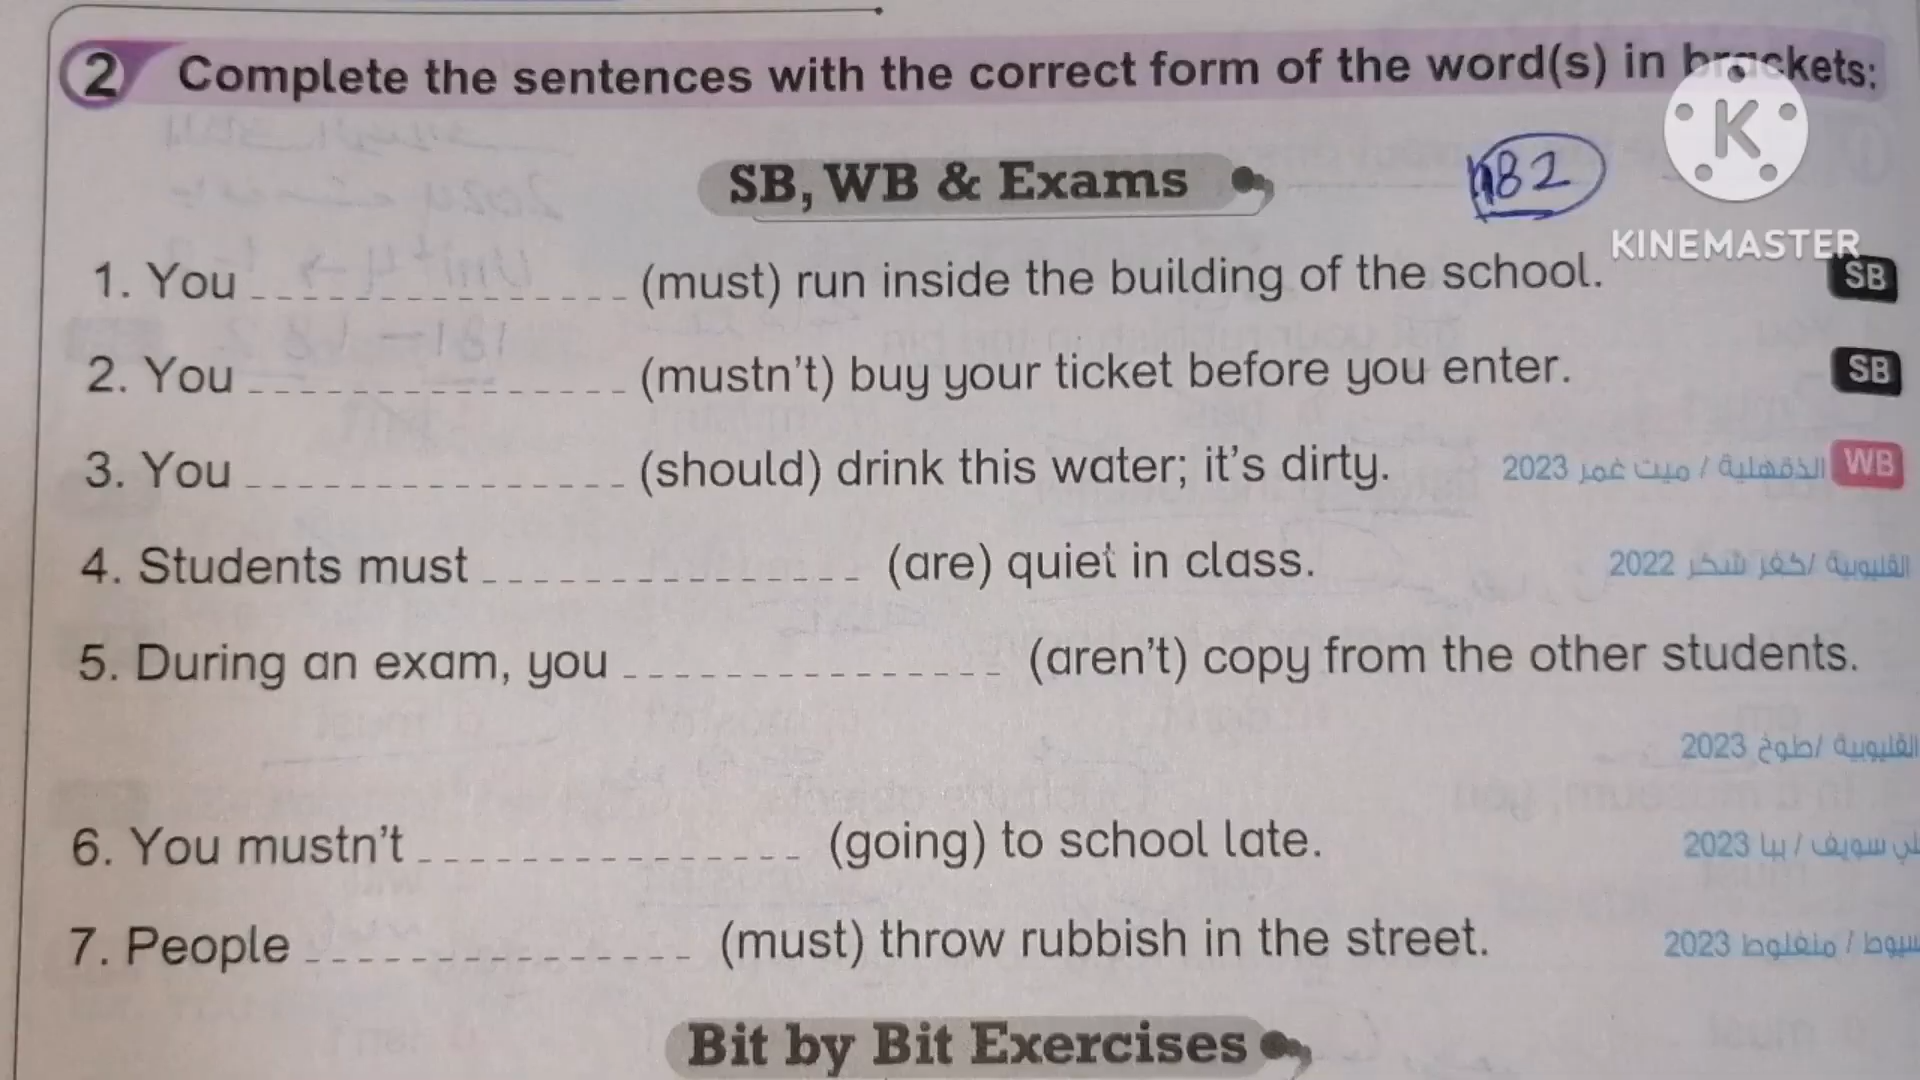 2 Complete the sentences with the correct form of the word(s) in brackets:
SB, WB & Exams
182
KINEMASTER
1. You _______________ (must) run inside the building of the school. SB
2. You _______________ (mustn't) buy your ticket before you enter. SB
3. You _______________ (should) drink this water; it's dirty. الدقهلية / ميت غمر 2023 WB
4. Students must _______________ (are) quiet in class. القليوبية / كفر شكر 2022
5. During an exam, you _______________ (aren't) copy from the other students.
القليوبية / طوخ 2023
6. You mustn't _______________ (going) to school late. سويف / ببا 2023
7. People _______________ (must) throw rubbish in the street. منفلوط 2023
Bit by Bit Exercises